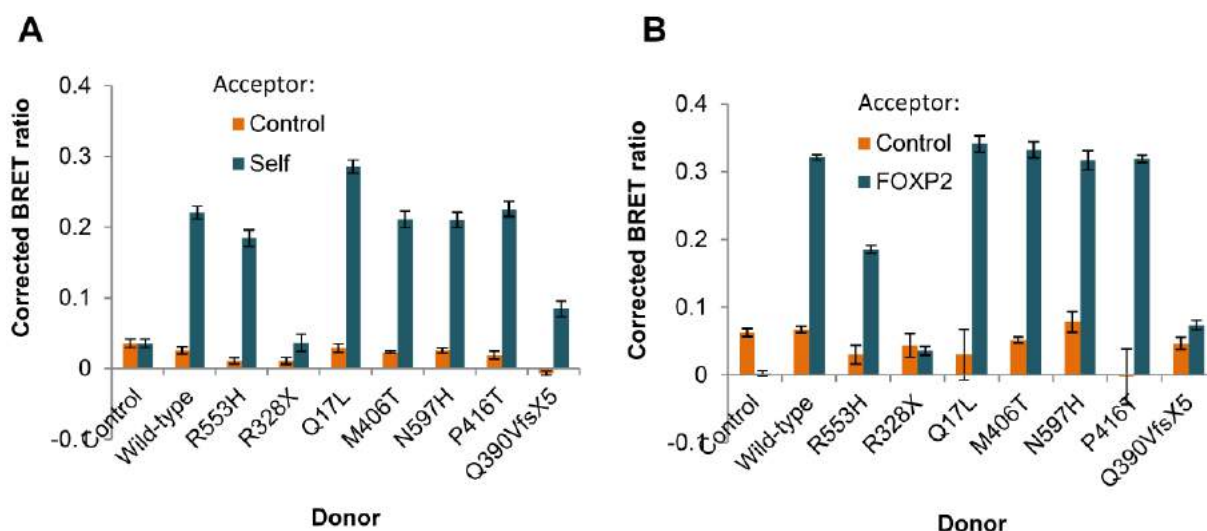 A
Corrected BRET ratio
0.4
0.3
0.2
0.1
0
-0.1
Acceptor:
Control
Self
Control
Wild-type
R553H
R328X
Q17L
M406T
N597H
P416T
Q390VfsX5
Donor
B
Corrected BRET ratio
0.4
0.3
0.2
0.1
0
-0.1
Acceptor:
Control
FOXP2
Control
Wild-type
R553H
R328X
Q17L
M406T
N597H
P416T
Q390VfsX5
Donor